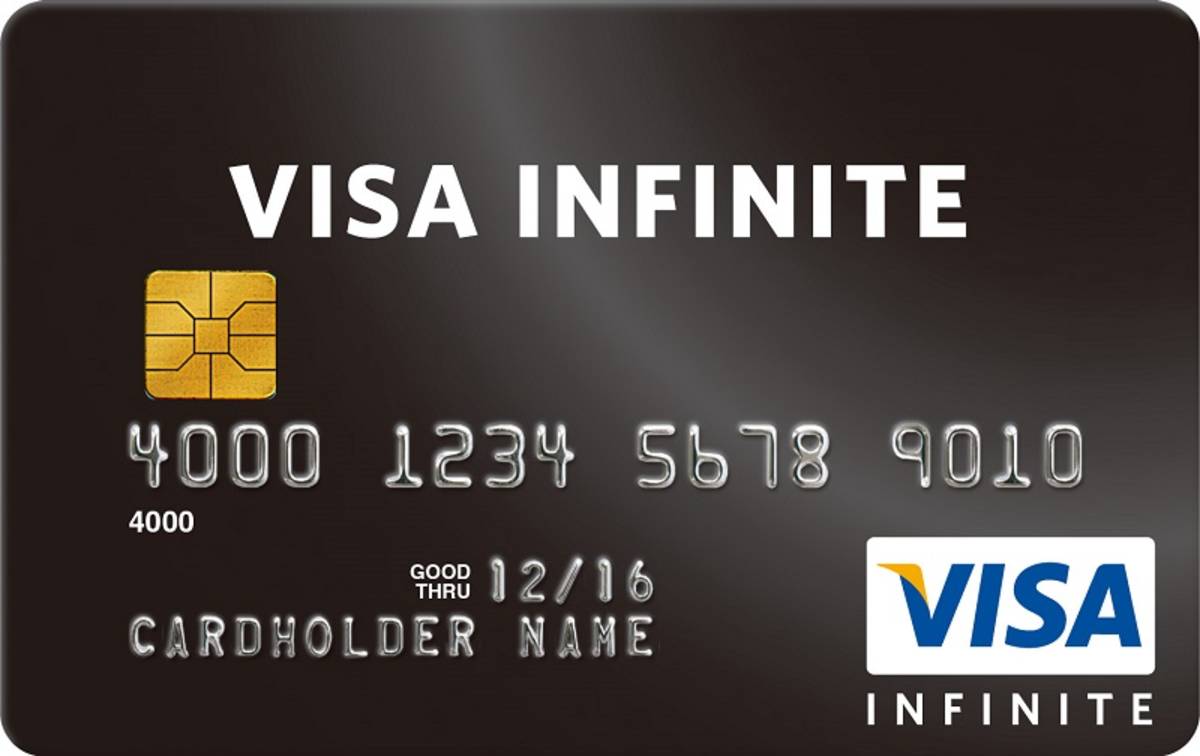 VISA INFINITE
4000 1234 5678 9010
4000
GOOD
THRU 12/16
CARDHOLDER NAME
VISA
INFINITE